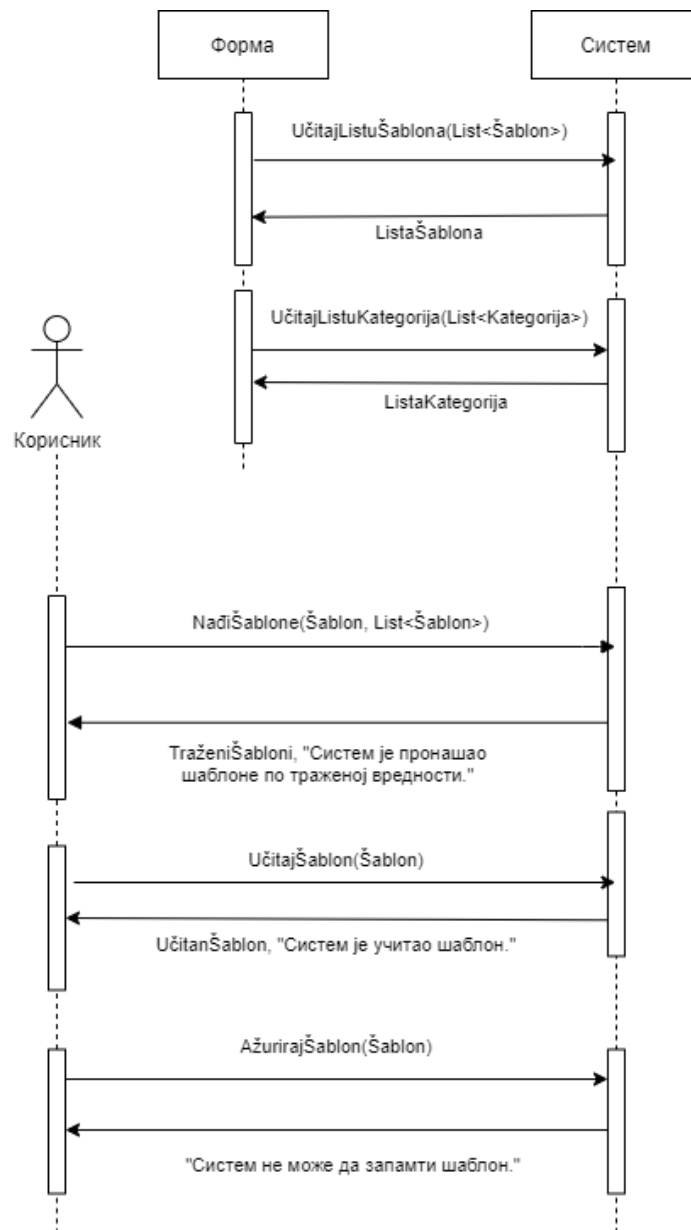 Форма
Систем
UčitajListuŠablona(List<Šablon>)
ListaŠablona
UčitajListuKategorija(List<Kategorija>)
ListaKategorija
Корисник
NađiŠablone(Šablon, List<Šablon>)
TraženiŠabloni, "Систем је пронашао
шаблоне по траженој вредности."
UčitajŠablon(Šablon)
UčitanŠablon, "Систем је учитао шаблон."
AžurirajŠablon(Šablon)
"Систем не може да запамти шаблон."